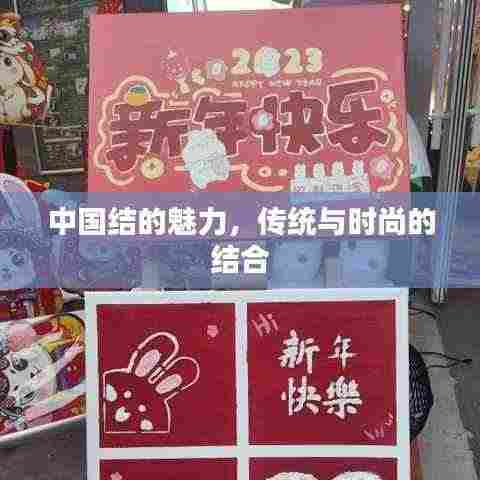 2023
HAPPY NEW YEAR
新年快乐
中国结的魅力，传统与时尚的
结合
Hi
新年
快樂